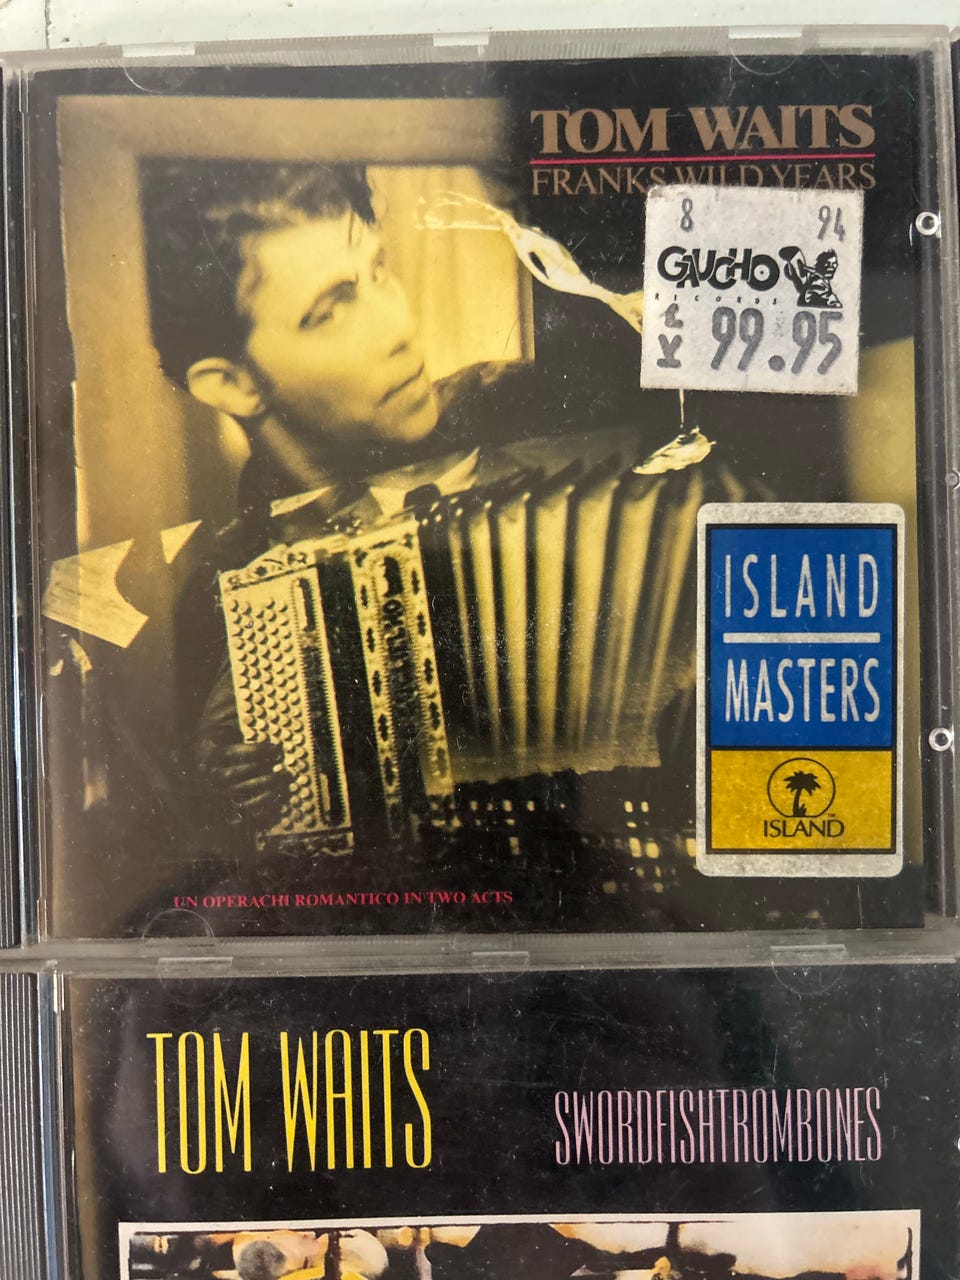 TOM WAITS
FRANKS WILD YEARS
8 94
GAUCHO
RECORDS
99.95
ISLAND
MASTERS
ISLAND
UN OPERACHI ROMANTICO IN TWO ACTS
TOM WAITS
SWORDFISHTROMBONES